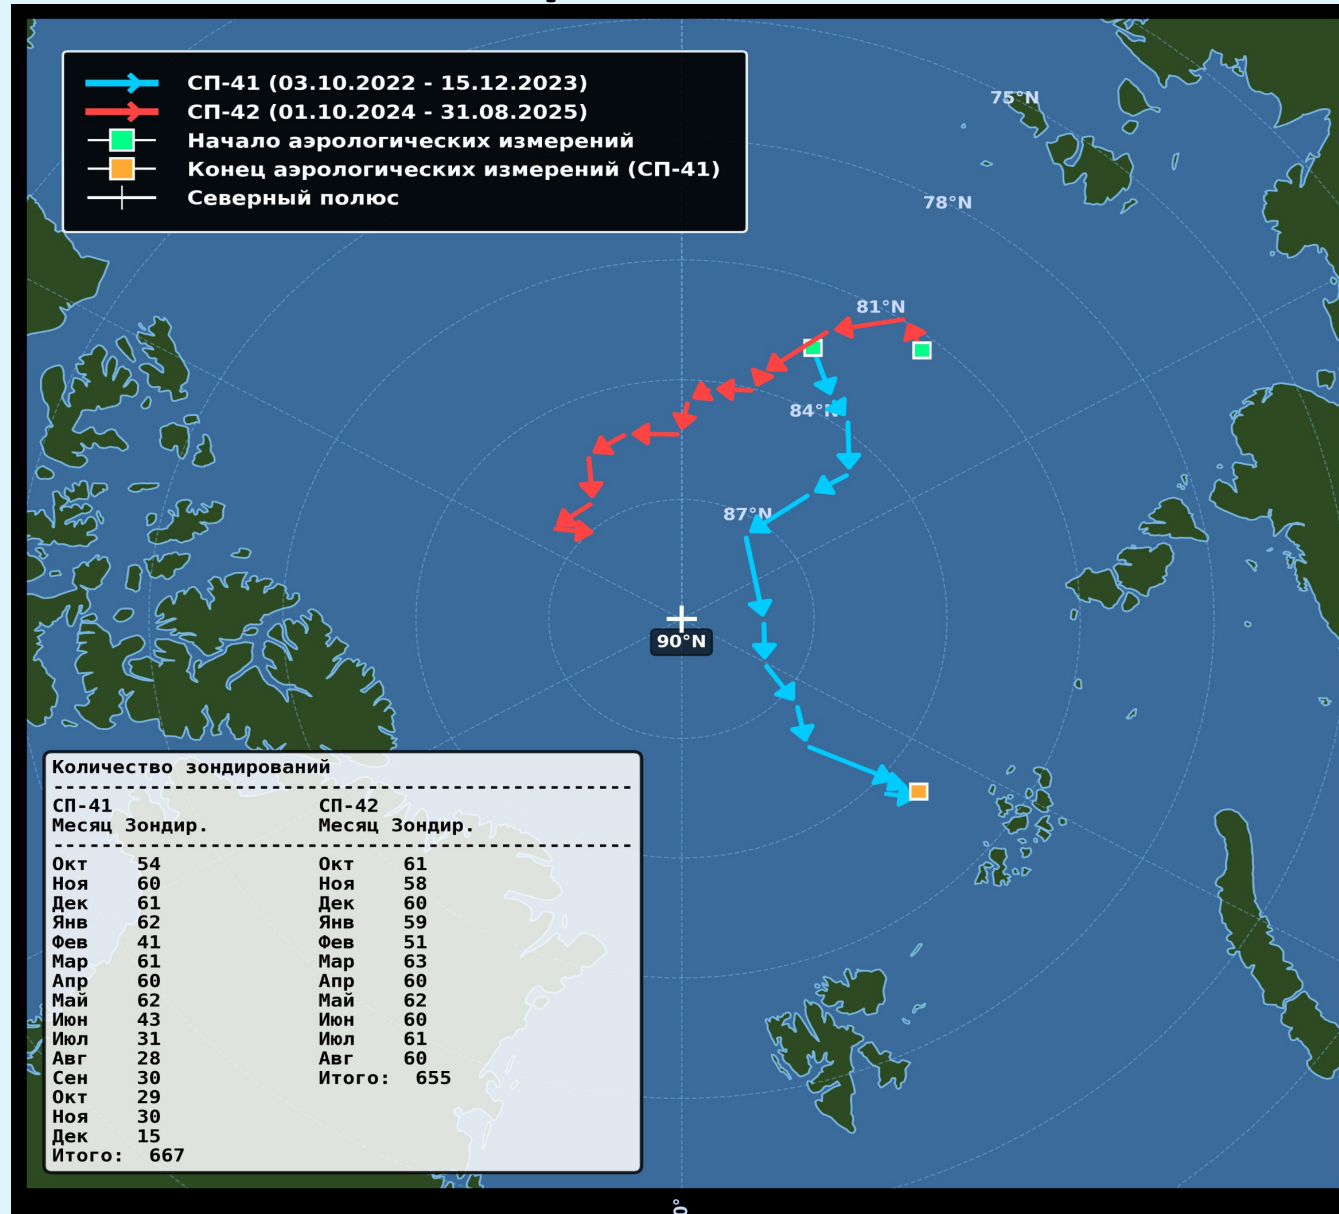 СП-41 (03.10.2022 - 15.12.2023)
СП-42 (01.10.2024 - 31.08.2025)
Начало аэрологических измерений
Конец аэрологических измерений (СП-41)
Северный полюс
75°N
78°N
81°N
84°N
87°N
90°N
Количество зондирований
СП-41 СП-42
Месяц Зондир. Месяц Зондир.
Окт 54 Окт 61
Ноя 60 Ноя 58
Дек 61 Дек 60
Янв 62 Янв 59
Фев 41 Фев 51
Мар 61 Мар 63
Апр 60 Апр 60
Май 62 Май 62
Июн 43 Июн 60
Июл 31 Июл 61
Авг 28 Авг 60
Сен 30 Итого: 655
Окт 29
Ноя 30
Дек 15
Итого: 667
0°